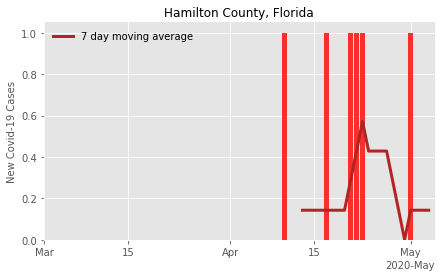 Hamilton County, Florida
7 day moving average
New Covid-19 Cases
1.0
0.8
0.6
0.4
0.2
0.0
Mar
15
Apr
15
May
2020-May